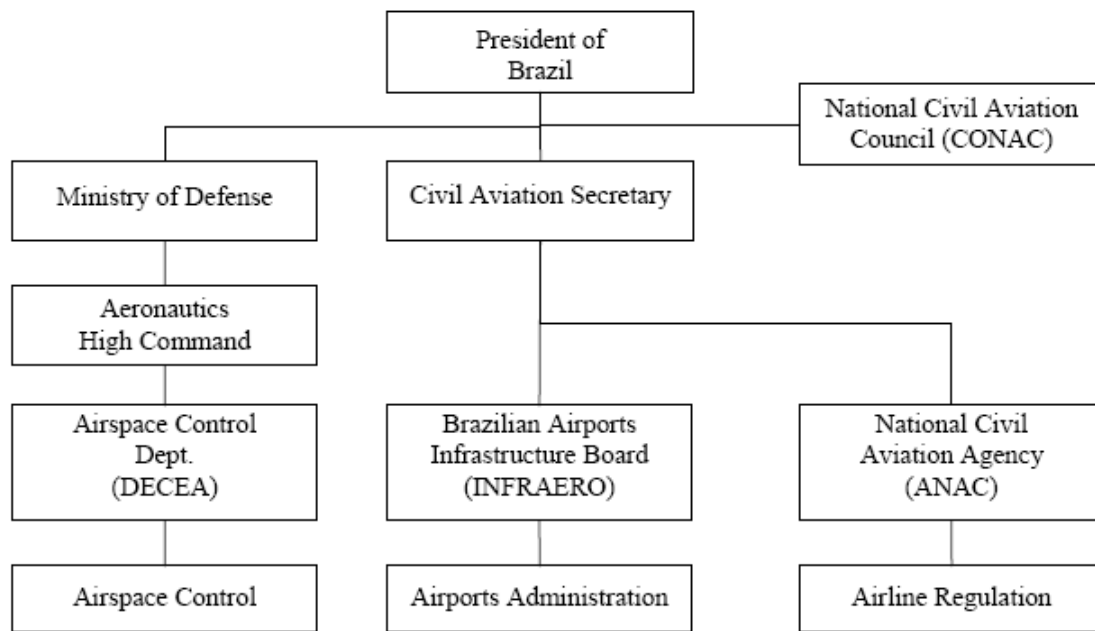 President of
Brazil
National Civil Aviation
Council (CONAC)
Ministry of Defense
Civil Aviation Secretary
Aeronautics
High Command
Airspace Control
Dept.
(DECEA)
Brazilian Airports
Infrastructure Board
(INFRAERO)
National Civil
Aviation Agency
(ANAC)
Airspace Control
Airports Administration
Airline Regulation